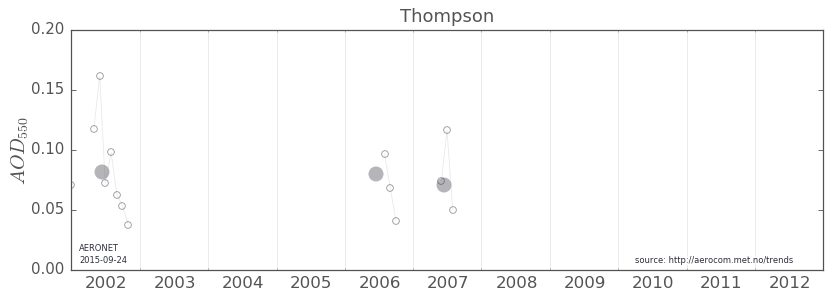 Thompson
0.20
0.15
0.10
0.05
0.00
AOD550
AERONET
2015-09-24
source: http://aerocom.met.no/trends
2002 2003 2004 2005 2006 2007 2008 2009 2010 2011 2012